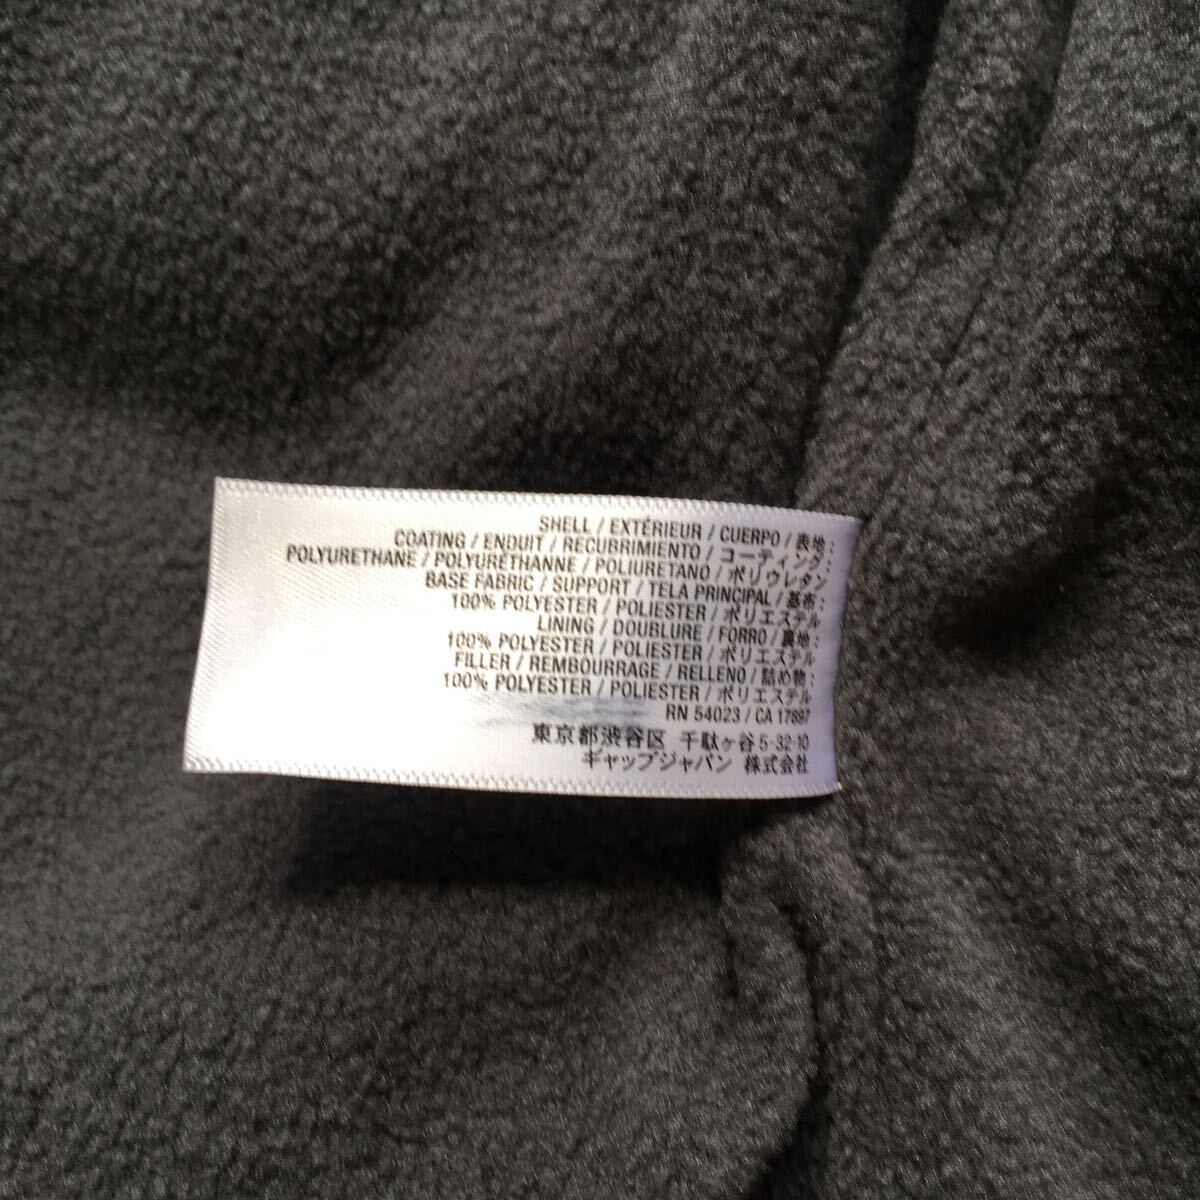 SHELL / EXTÉRIEUR / CUERPO / 表地:
COATING / ENDUIT / RECUBRIMIENTO / コーティング:
POLYURETHANE / POLYURÉTHANNE / POLIURETANO / ポリウレタン
BASE FABRIC / SUPPORT / TELA PRINCIPAL / 基布:
100% POLYESTER / POLIESTER / ポリエステル
LINING / DOUBLURE / FORRO / 裏地:
100% POLYESTER / POLIESTER / ポリエステル
FILLER / REMBOURRAGE / RELLENO / 詰め物:
100% POLYESTER / POLIESTER / ポリエステル
RN 54023 / CA 17897
東京都渋谷区 千駄ヶ谷5-32-10
ギャップジャパン 株式会社